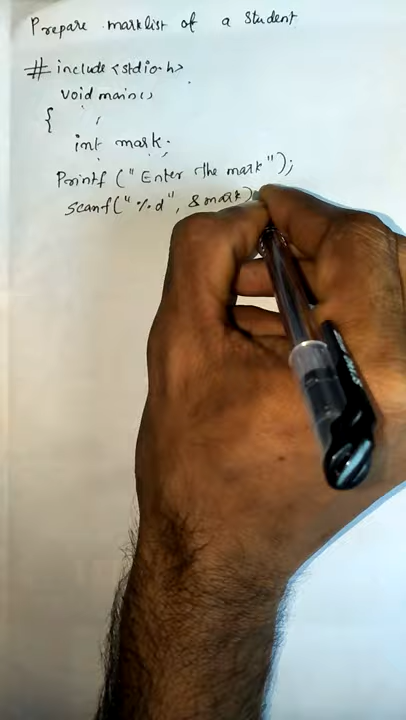 Prepare marklist of a Student
# include <stdio.h>
void main()
{
int mark;
Printf ("Enter the mark");
scanf("%d", &mark)